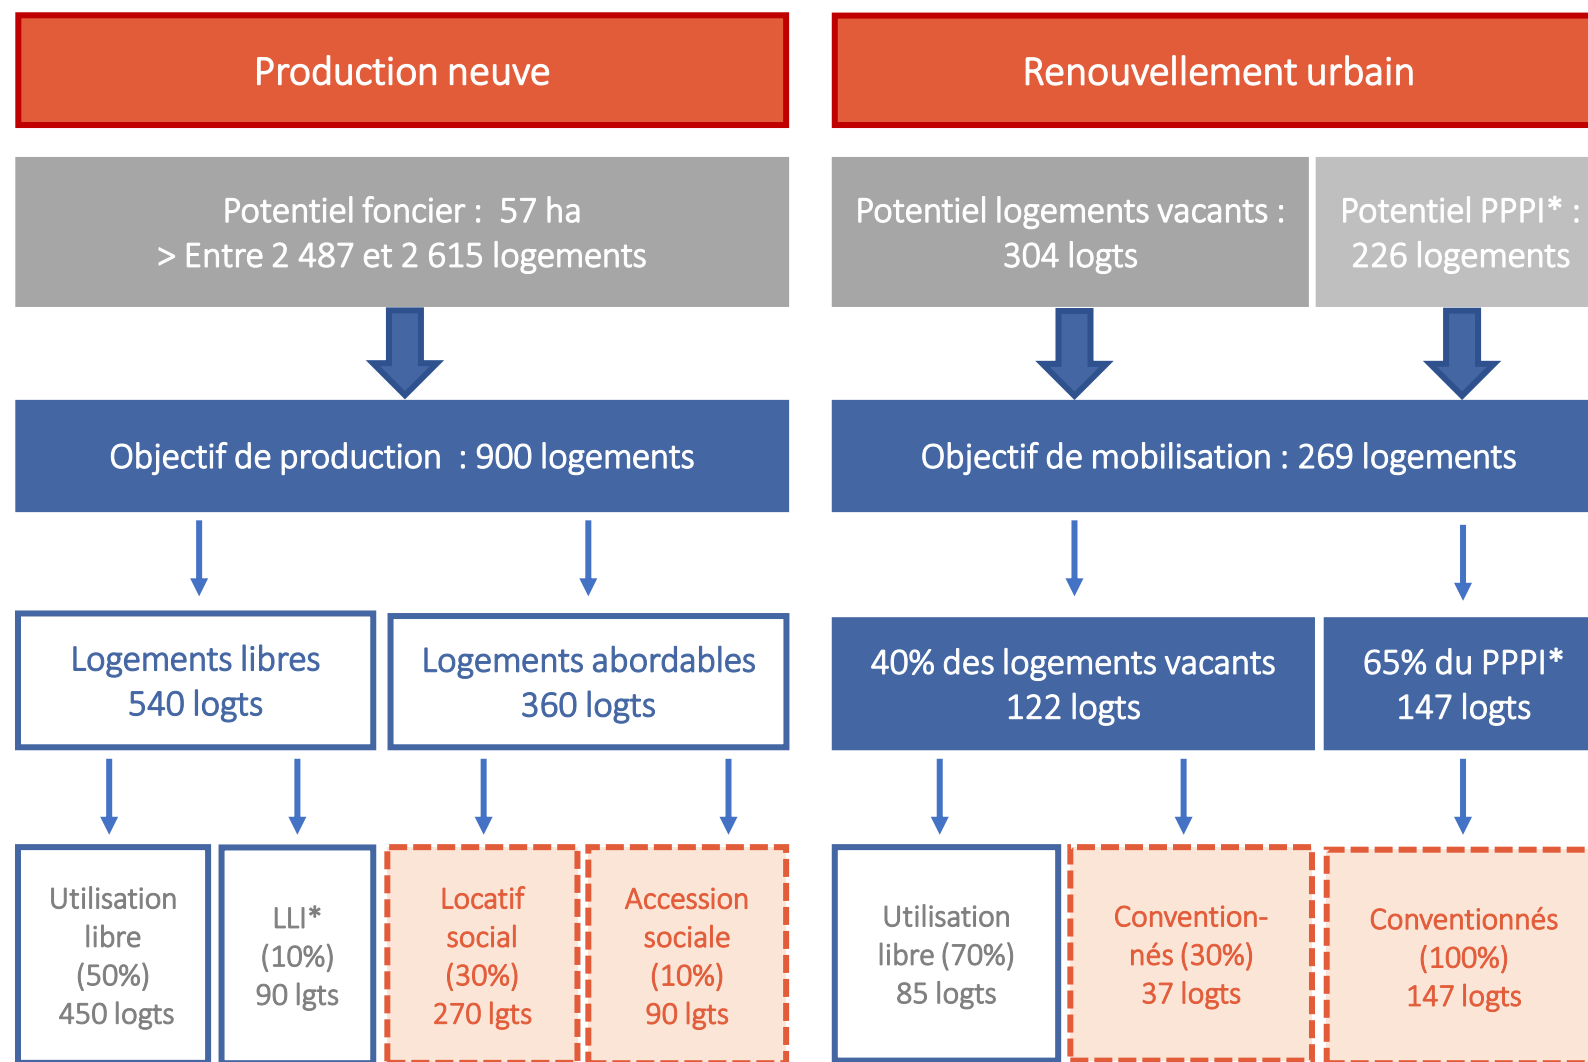 Production neuve
Renouvellement urbain
Potentiel foncier :  57 ha
> Entre 2 487 et 2 615 logements
Potentiel logements vacants :
304 logts
Potentiel PPPI* :
226 logements
Objectif de production  : 900 logements
Objectif de mobilisation : 269 logements
Logements libres
540 logts
Logements abordables
360 logts
40% des logements vacants
122 logts
65% du PPPI*
147 logts
Utilisation
libre
(50%)
450 logts
LLI*
(10%)
90 lgts
Locatif
social
(30%)
270 lgts
Accession
sociale
(10%)
90 lgts
Utilisation
libre (70%)
85 logts
Convention-
nés (30%)
37 logts
Conventionnés
(100%)
147 logts